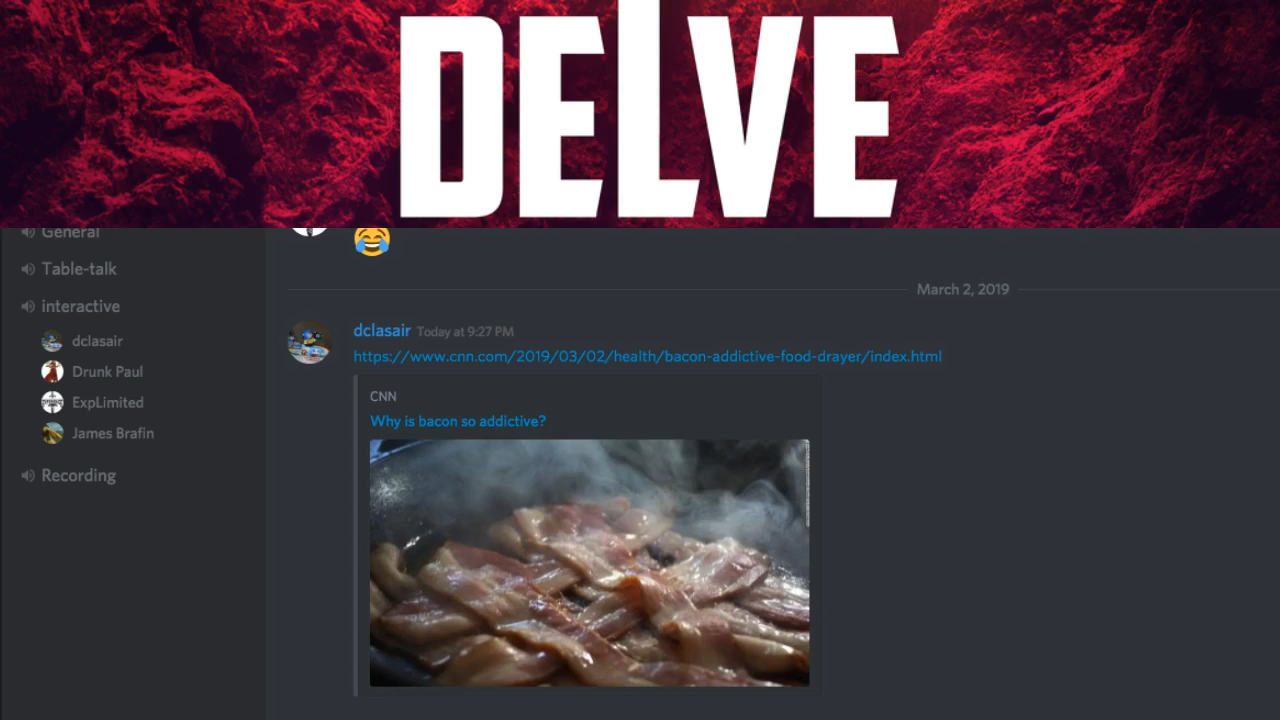 DELVE
General
Table-talk
interactive
dclasair
Drunk Paul
ExpLimited
James Brafin
Recording
March 2, 2019
dclasair Today at 9:27 PM
https://www.cnn.com/2019/03/02/health/bacon-addictive-food-drayer/index.html
CNN
Why is bacon so addictive?